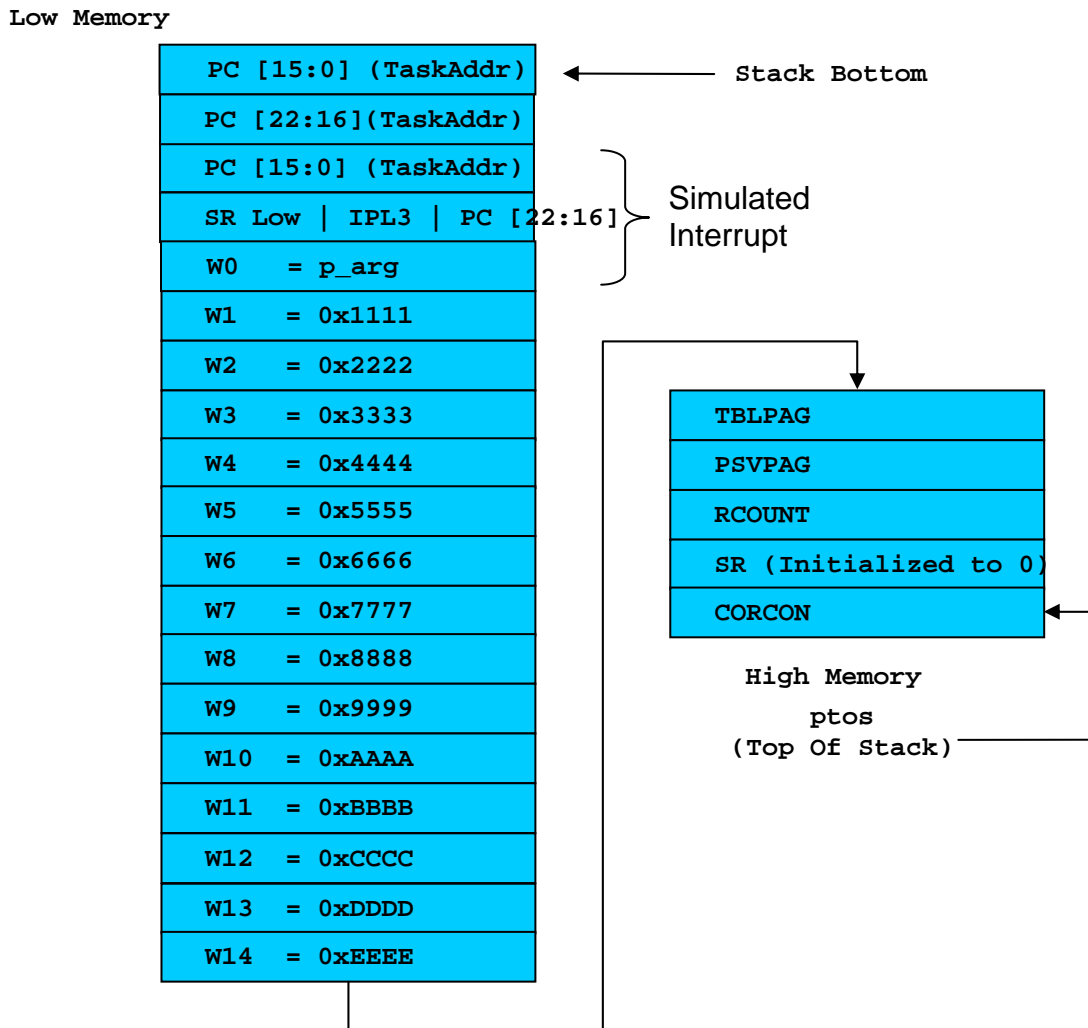 Low Memory
PC [15:0] (TaskAddr)
Stack Bottom
PC [22:16](TaskAddr)
PC [15:0] (TaskAddr)
SR Low | IPL3 | PC [22:16]
Simulated
Interrupt
W0 = p_arg
W1 = 0x1111
W2 = 0x2222
W3 = 0x3333
W4 = 0x4444
W5 = 0x5555
W6 = 0x6666
W7 = 0x7777
W8 = 0x8888
W9 = 0x9999
W10 = 0xAAAA
W11 = 0xBBBB
W12 = 0xCCCC
W13 = 0xDDDD
W14 = 0xEEEE
TBLPAG
PSVPAG
RCOUNT
SR (Initialized to 0)
CORCON
High Memory
ptos
(Top Of Stack)